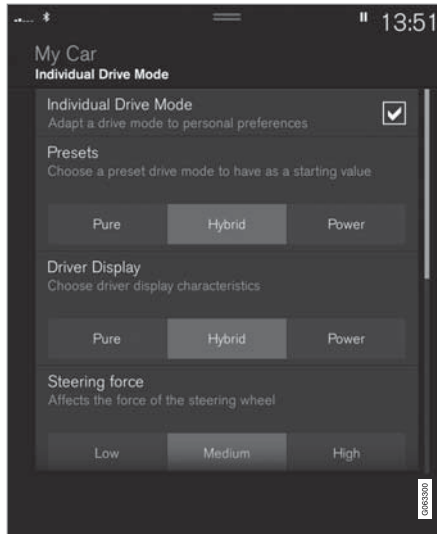 13:51
My Car
Individual Drive Mode
Individual Drive Mode
Adapt a drive mode to personal preferences
Presets
Choose a preset drive mode to have as a starting value
Pure Hybrid Power
Driver Display
Choose driver display characteristics
Pure Hybrid Power
Steering force
Affects the force of the steering wheel
Low Medium High
G063300